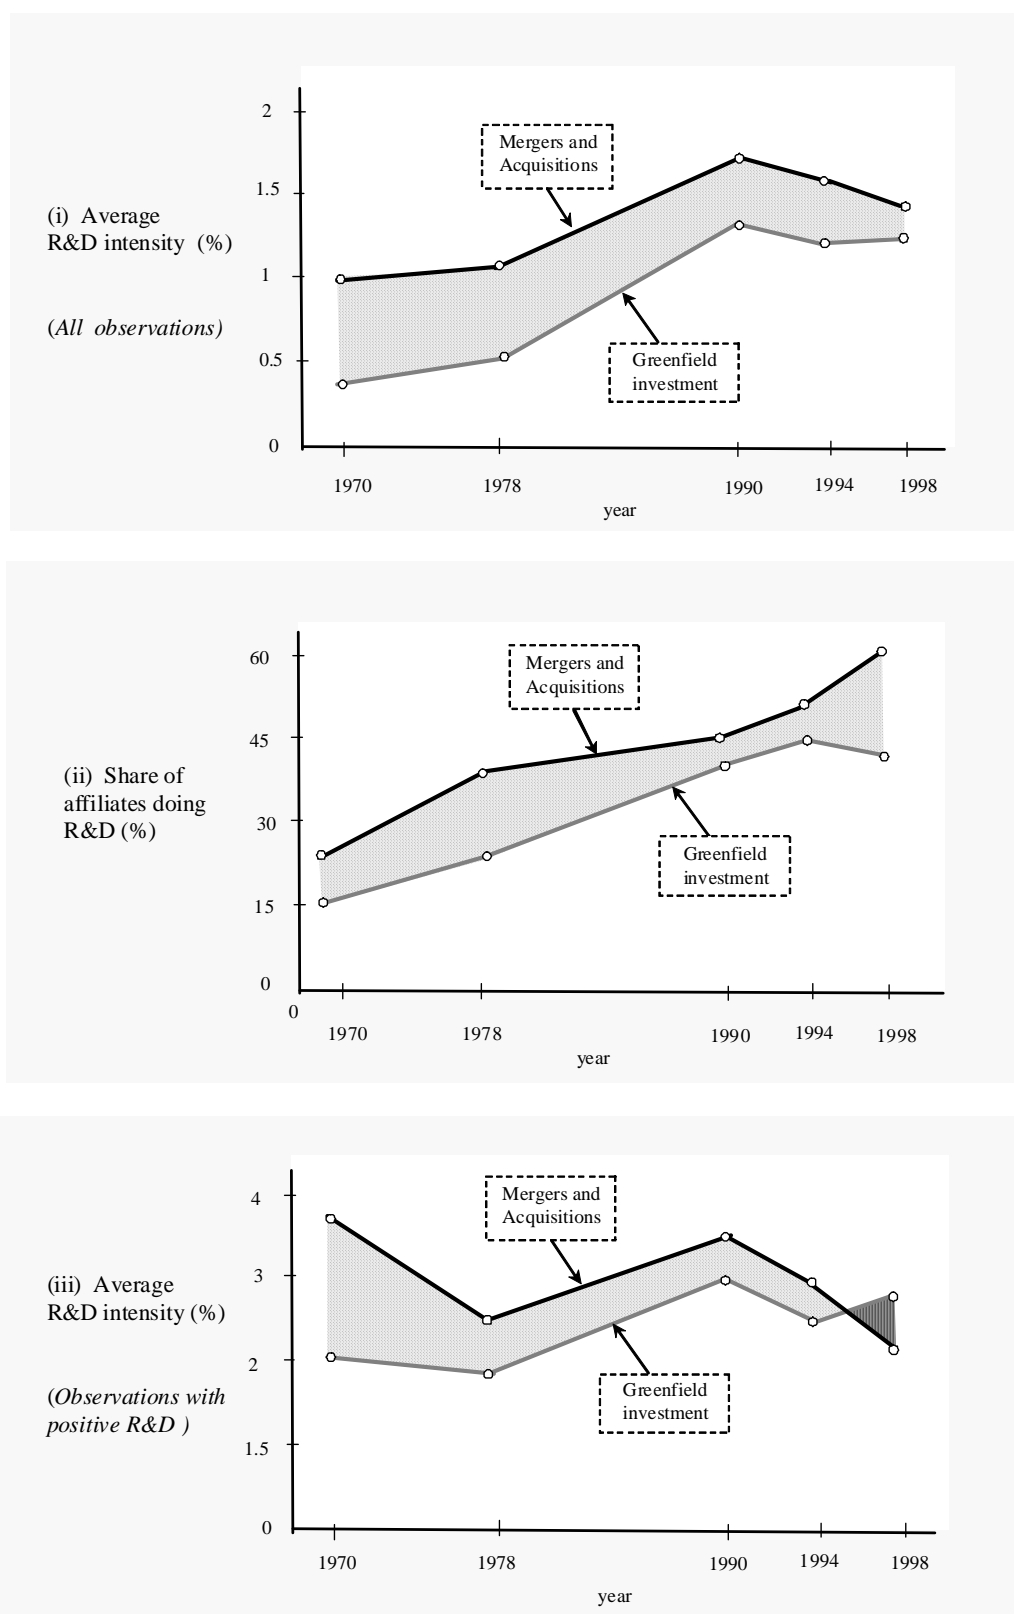 2
Mergers and
Acquisitions
1.5
(i) Average
R&D intensity (%)
1
(All observations)
0.5
Greenfield
investment
0
1970 1978 1990 1994 1998
year
60
Mergers and
Acquisitions
45
(ii) Share of
affiliates doing
R&D (%)
30
Greenfield
investment
15
0
0
1970 1978 1990 1994 1998
year
4
Mergers and
Acquisitions
3
(iii) Average
R&D intensity (%)
2
Greenfield
investment
(Observations with
positive R&D )
1.5
0
1970 1978 1990 1994 1998
year